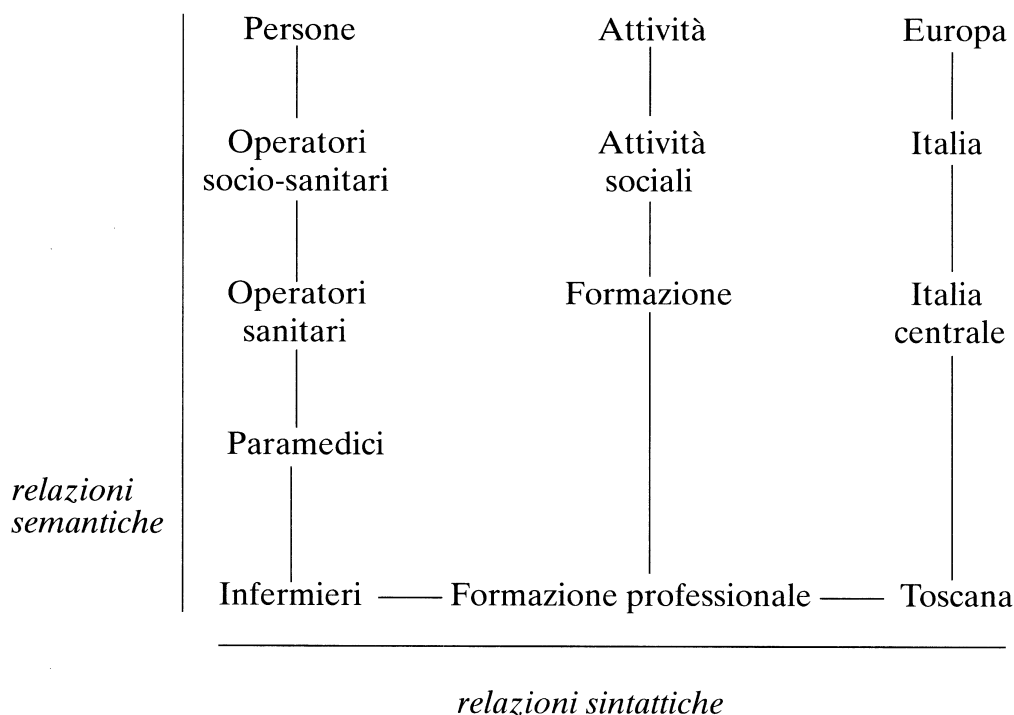 Persone Attività Europa
Operatori Attività Italia
socio-sanitari sociali
Operatori Formazione Italia
sanitari centrale
Paramedici
relazioni
semantiche
Infermieri Formazione professionale Toscana
relazioni sintattiche